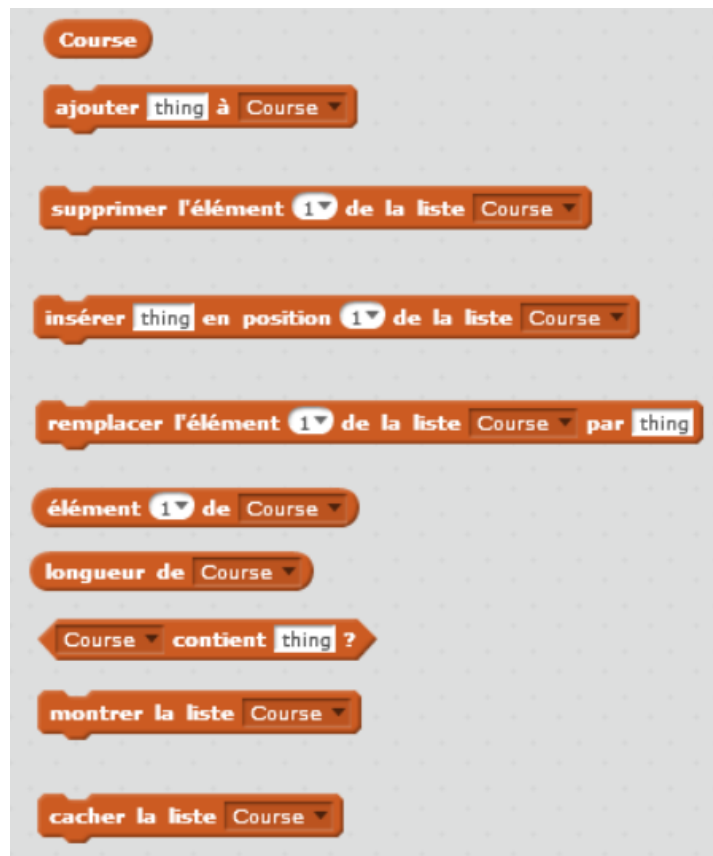 Course
ajouter thing à Course
supprimer l'élément 1 de la liste Course
insérer thing en position 1 de la liste Course
remplacer l'élément 1 de la liste Course par thing
élément 1 de Course
longueur de Course
Course contient thing ?
montrer la liste Course
cacher la liste Course